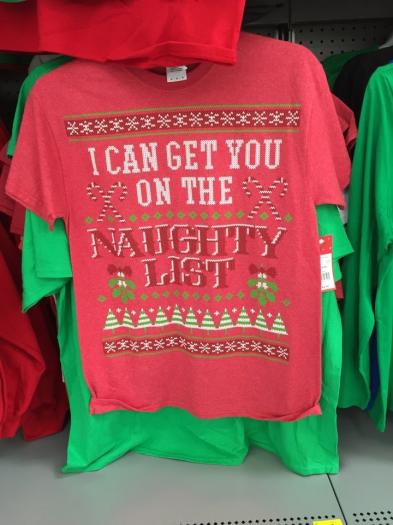 I CAN GET YOU
ON THE
NAUGHTY
LIST